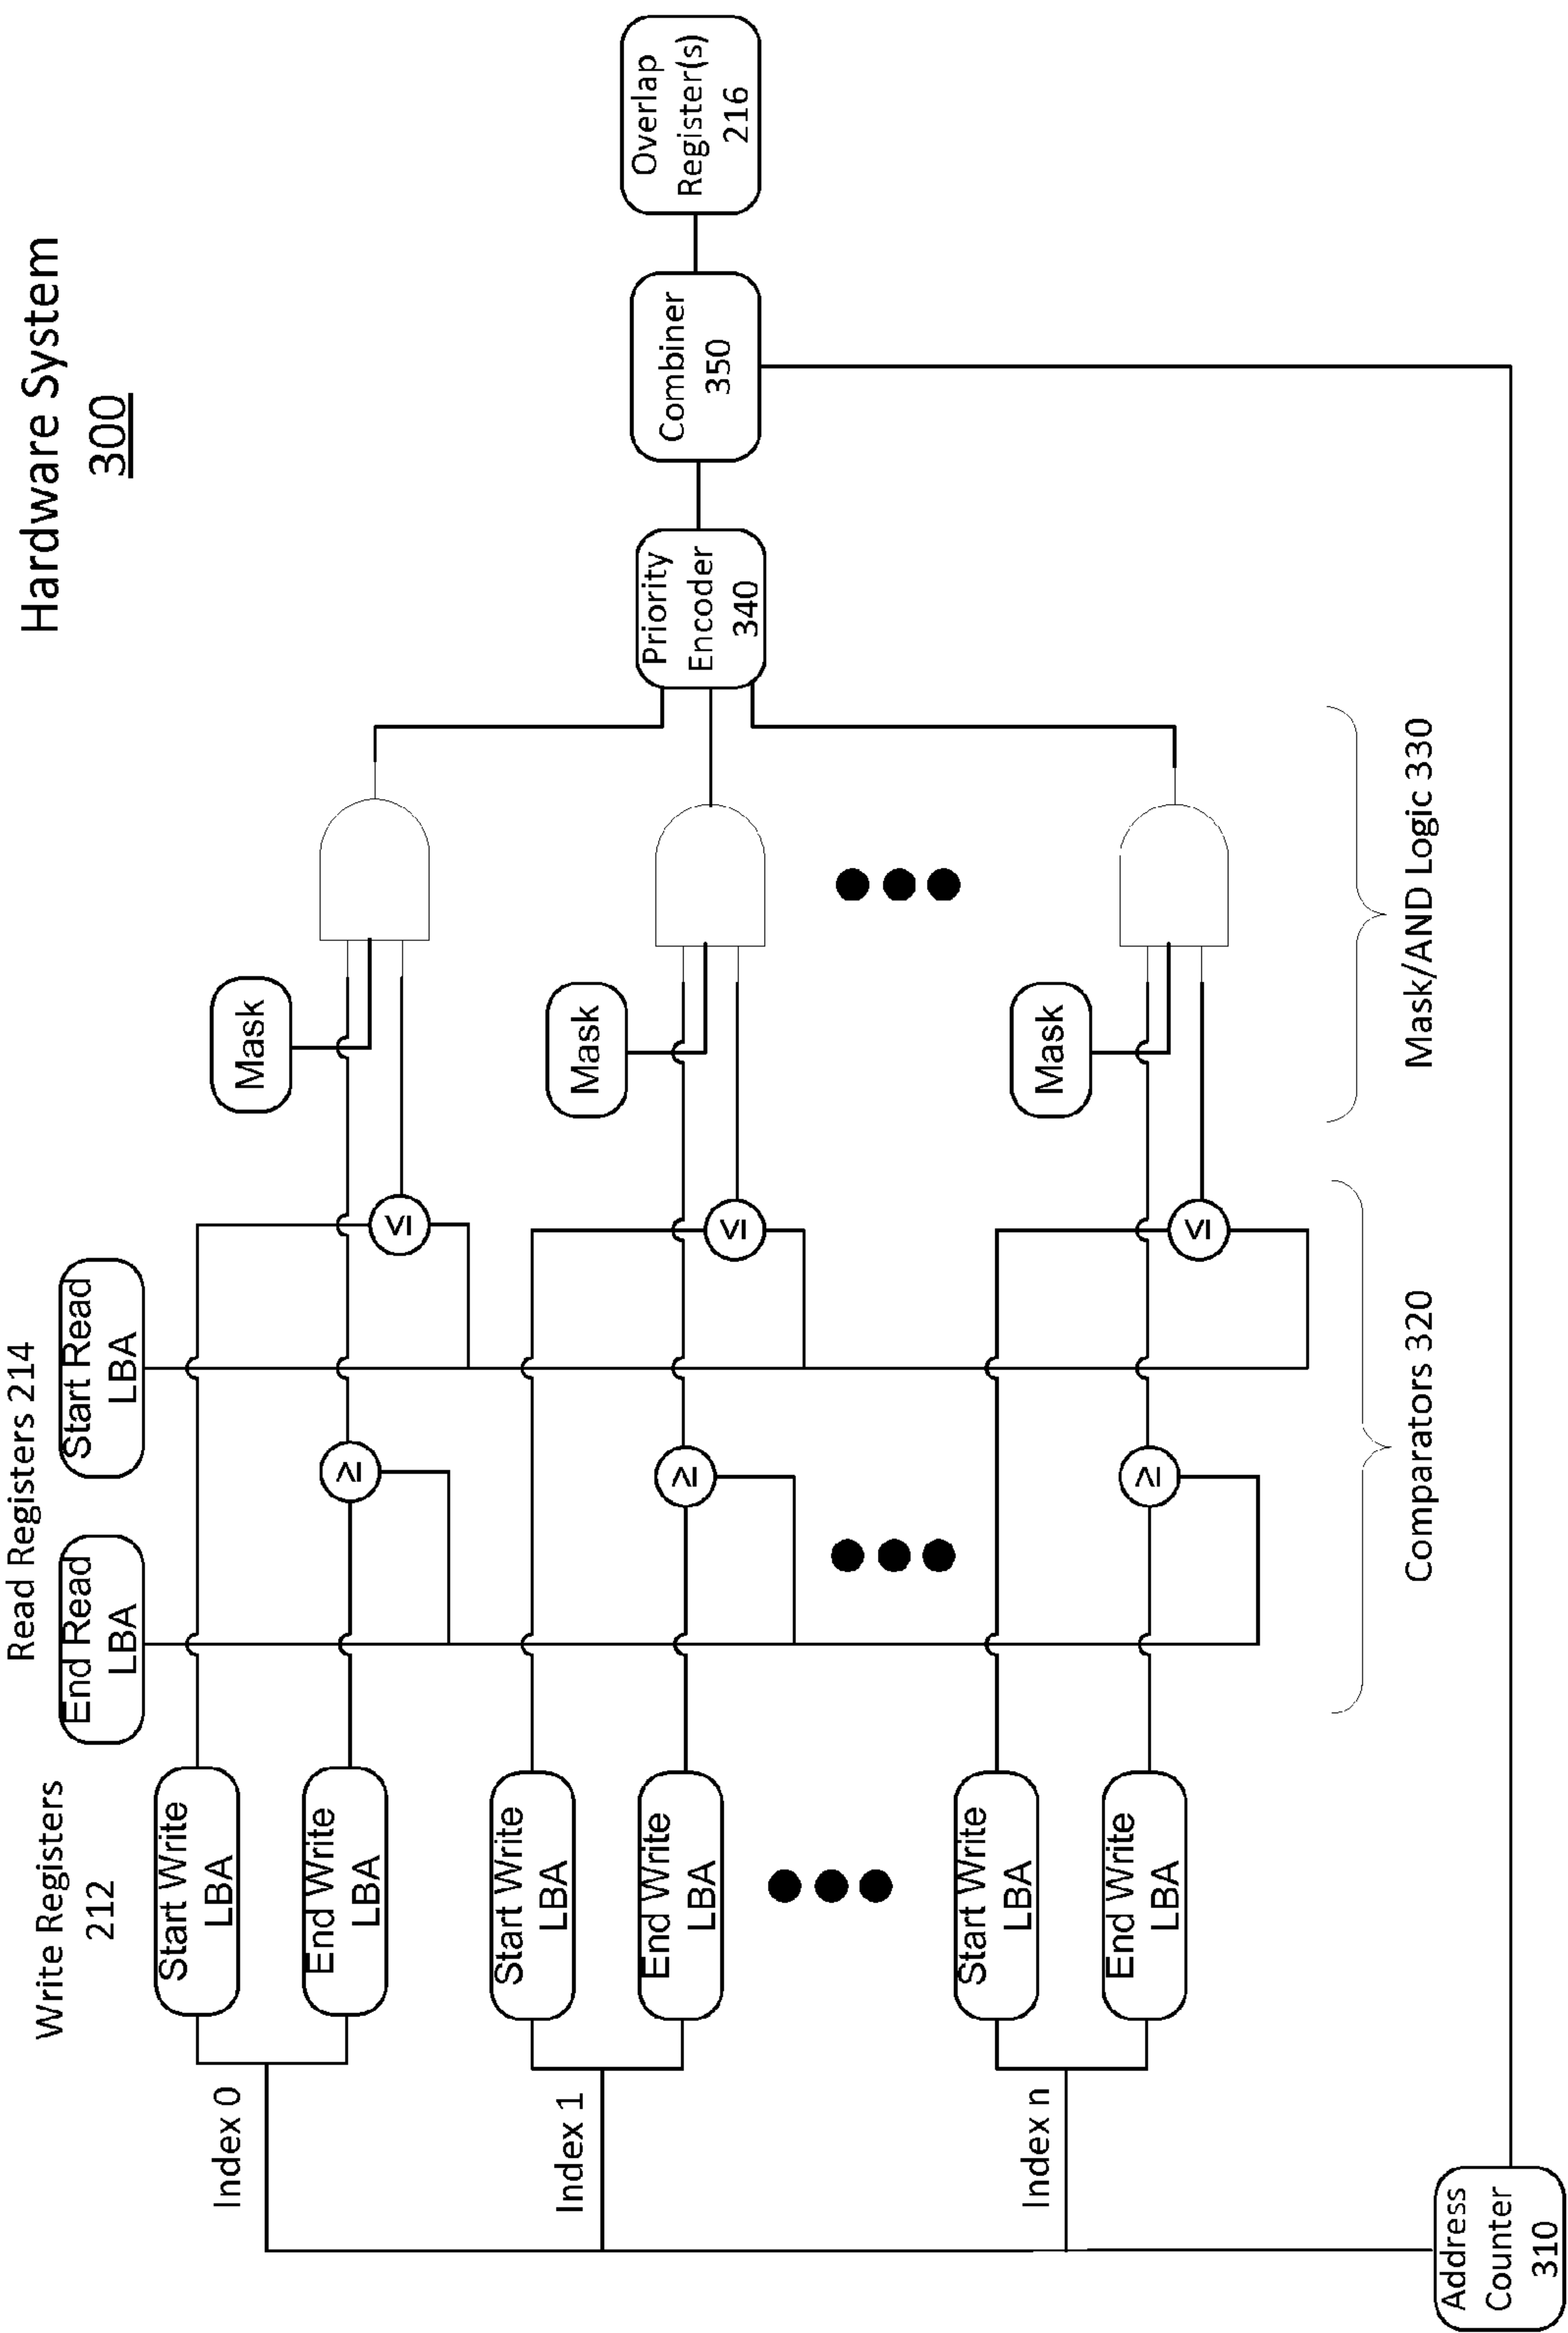 Hardware System
300
Write Registers
212
Read Registers 214
End Read
LBA
Start Read
LBA
Index 0
Start Write
LBA
End Write
LBA
≥
≤
Mask
Index 1
Start Write
LBA
End Write
LBA
≥
≤
Mask
Priority
Encoder
340
Combiner
350
Overlap
Register(s)
216
Index n
Start Write
LBA
End Write
LBA
≥
≤
Mask
Comparators 320
Mask/AND Logic 330
Address
Counter
310